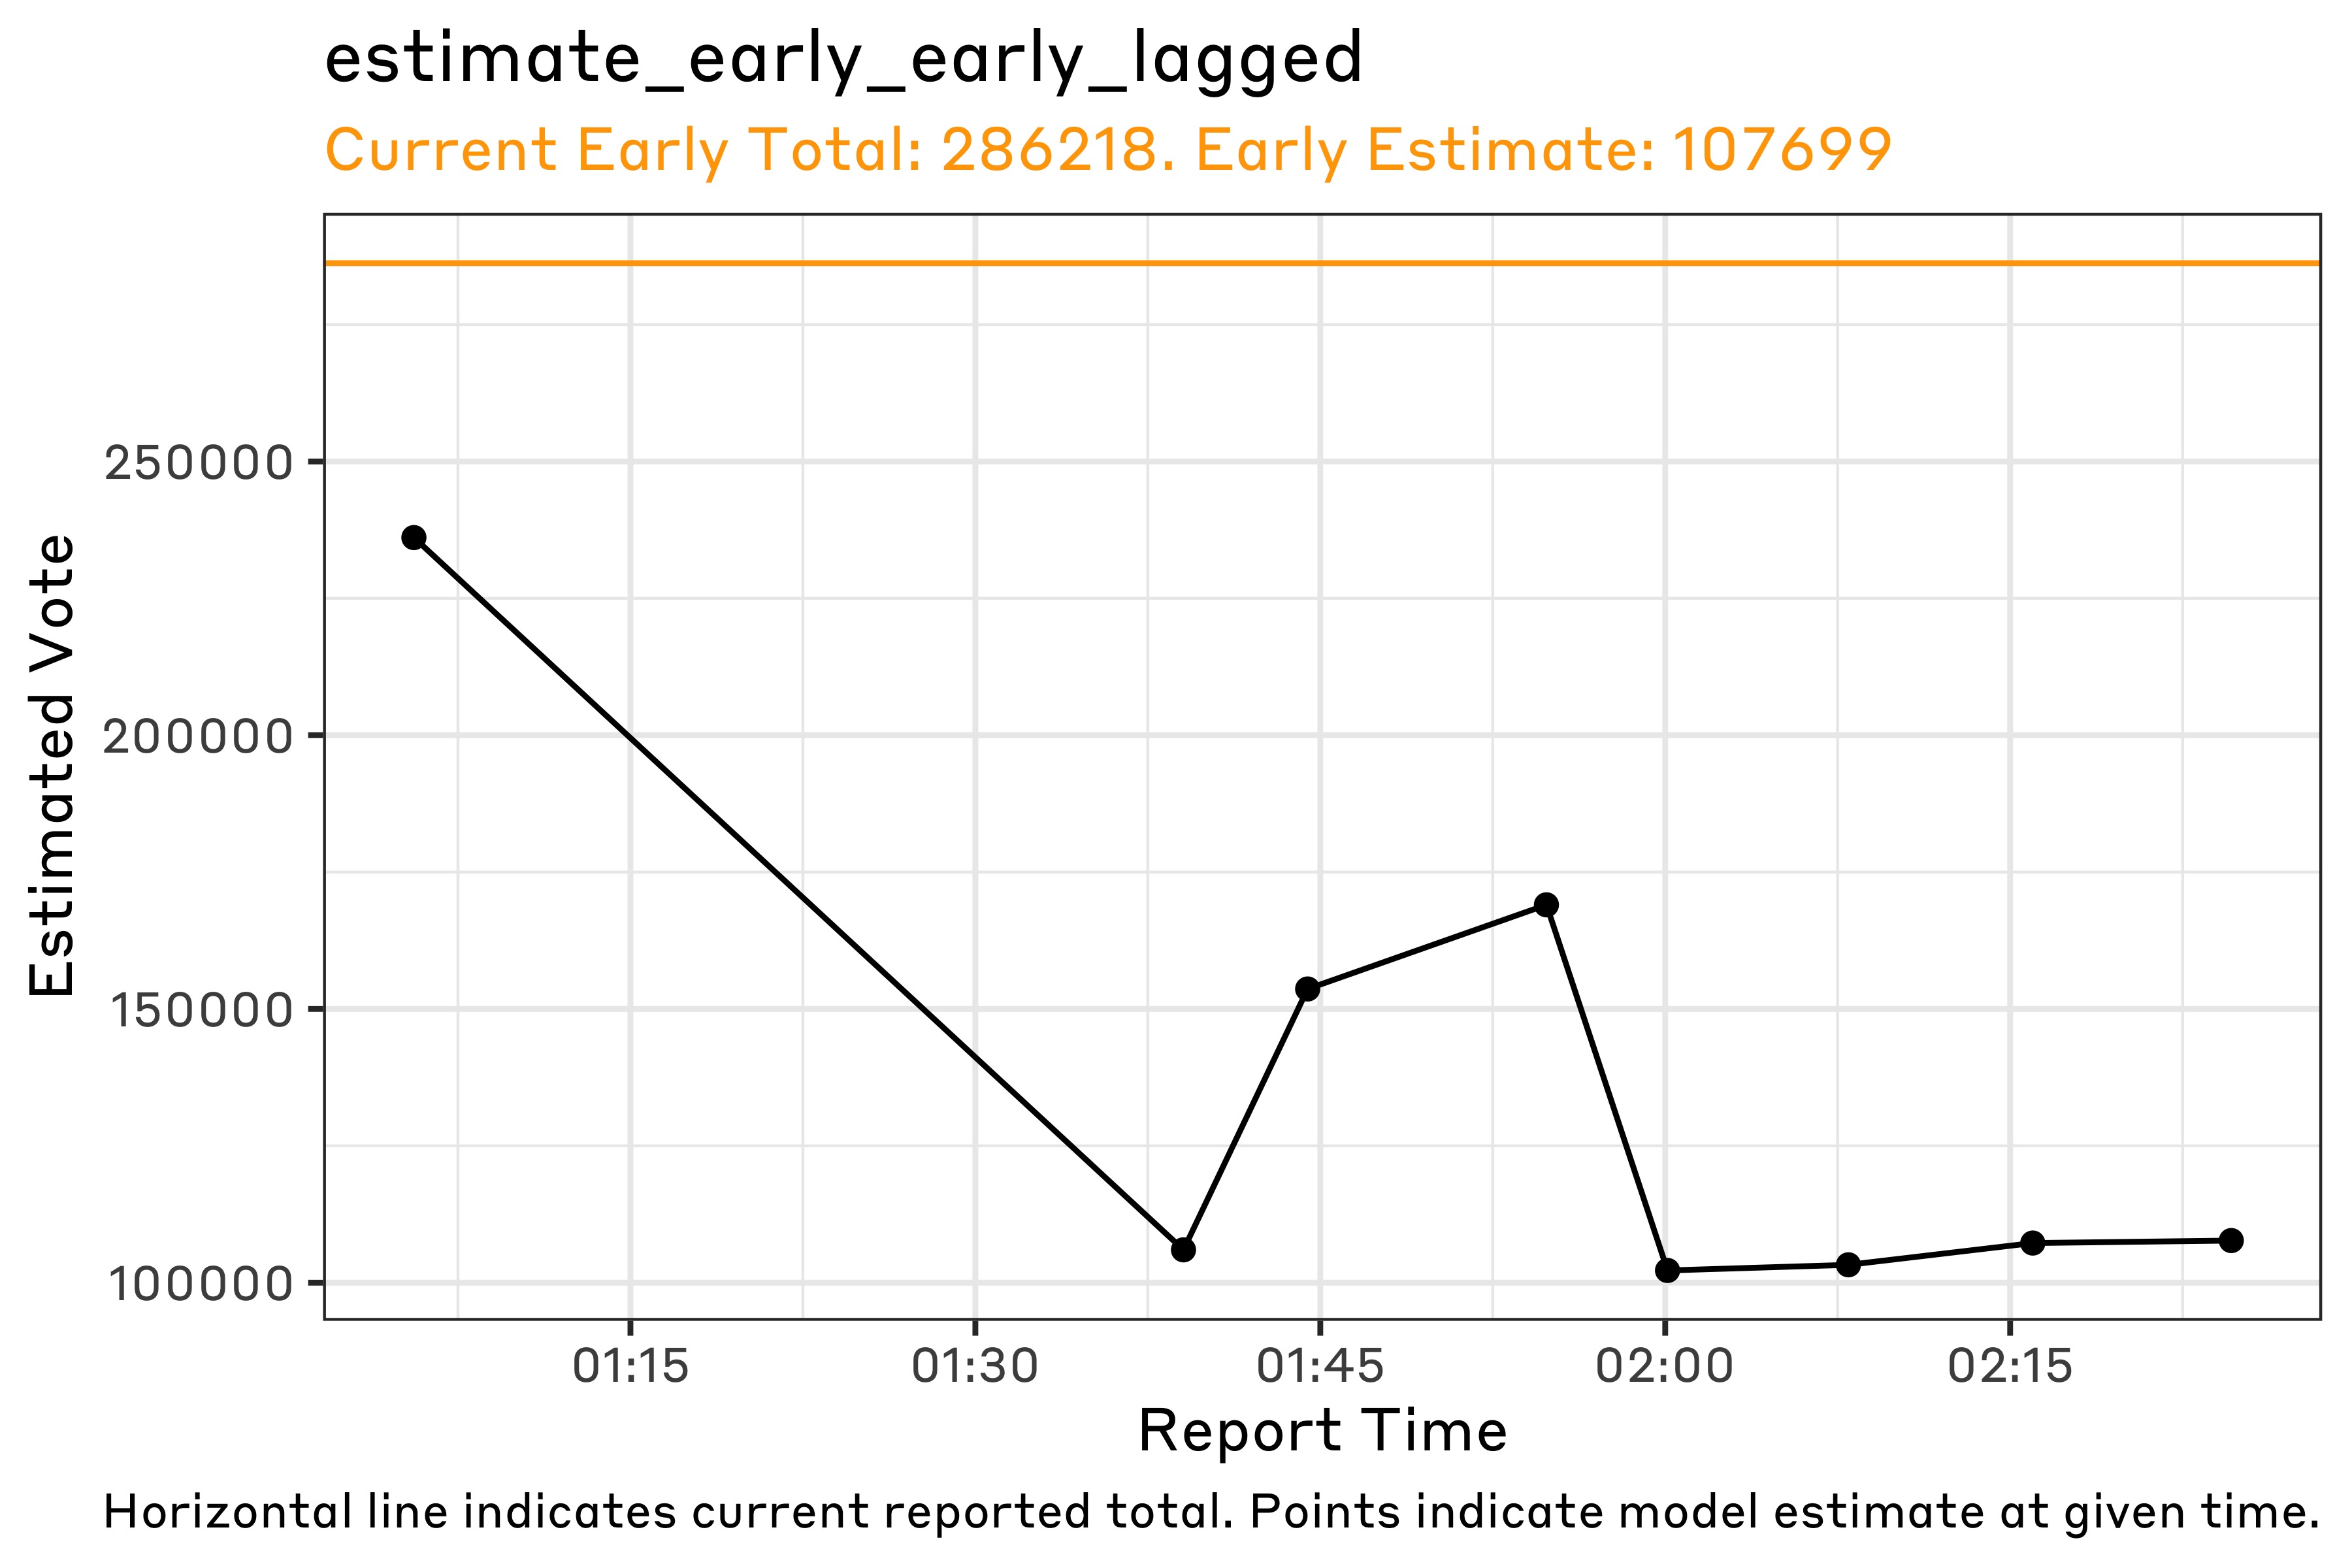 estimate_early_early_lagged
Current Early Total: 286218. Early Estimate: 107699
Estimated Vote
250000
200000
150000
100000
01:15 01:30 01:45 02:00 02:15
Report Time
Horizontal line indicates current reported total. Points indicate model estimate at given time.